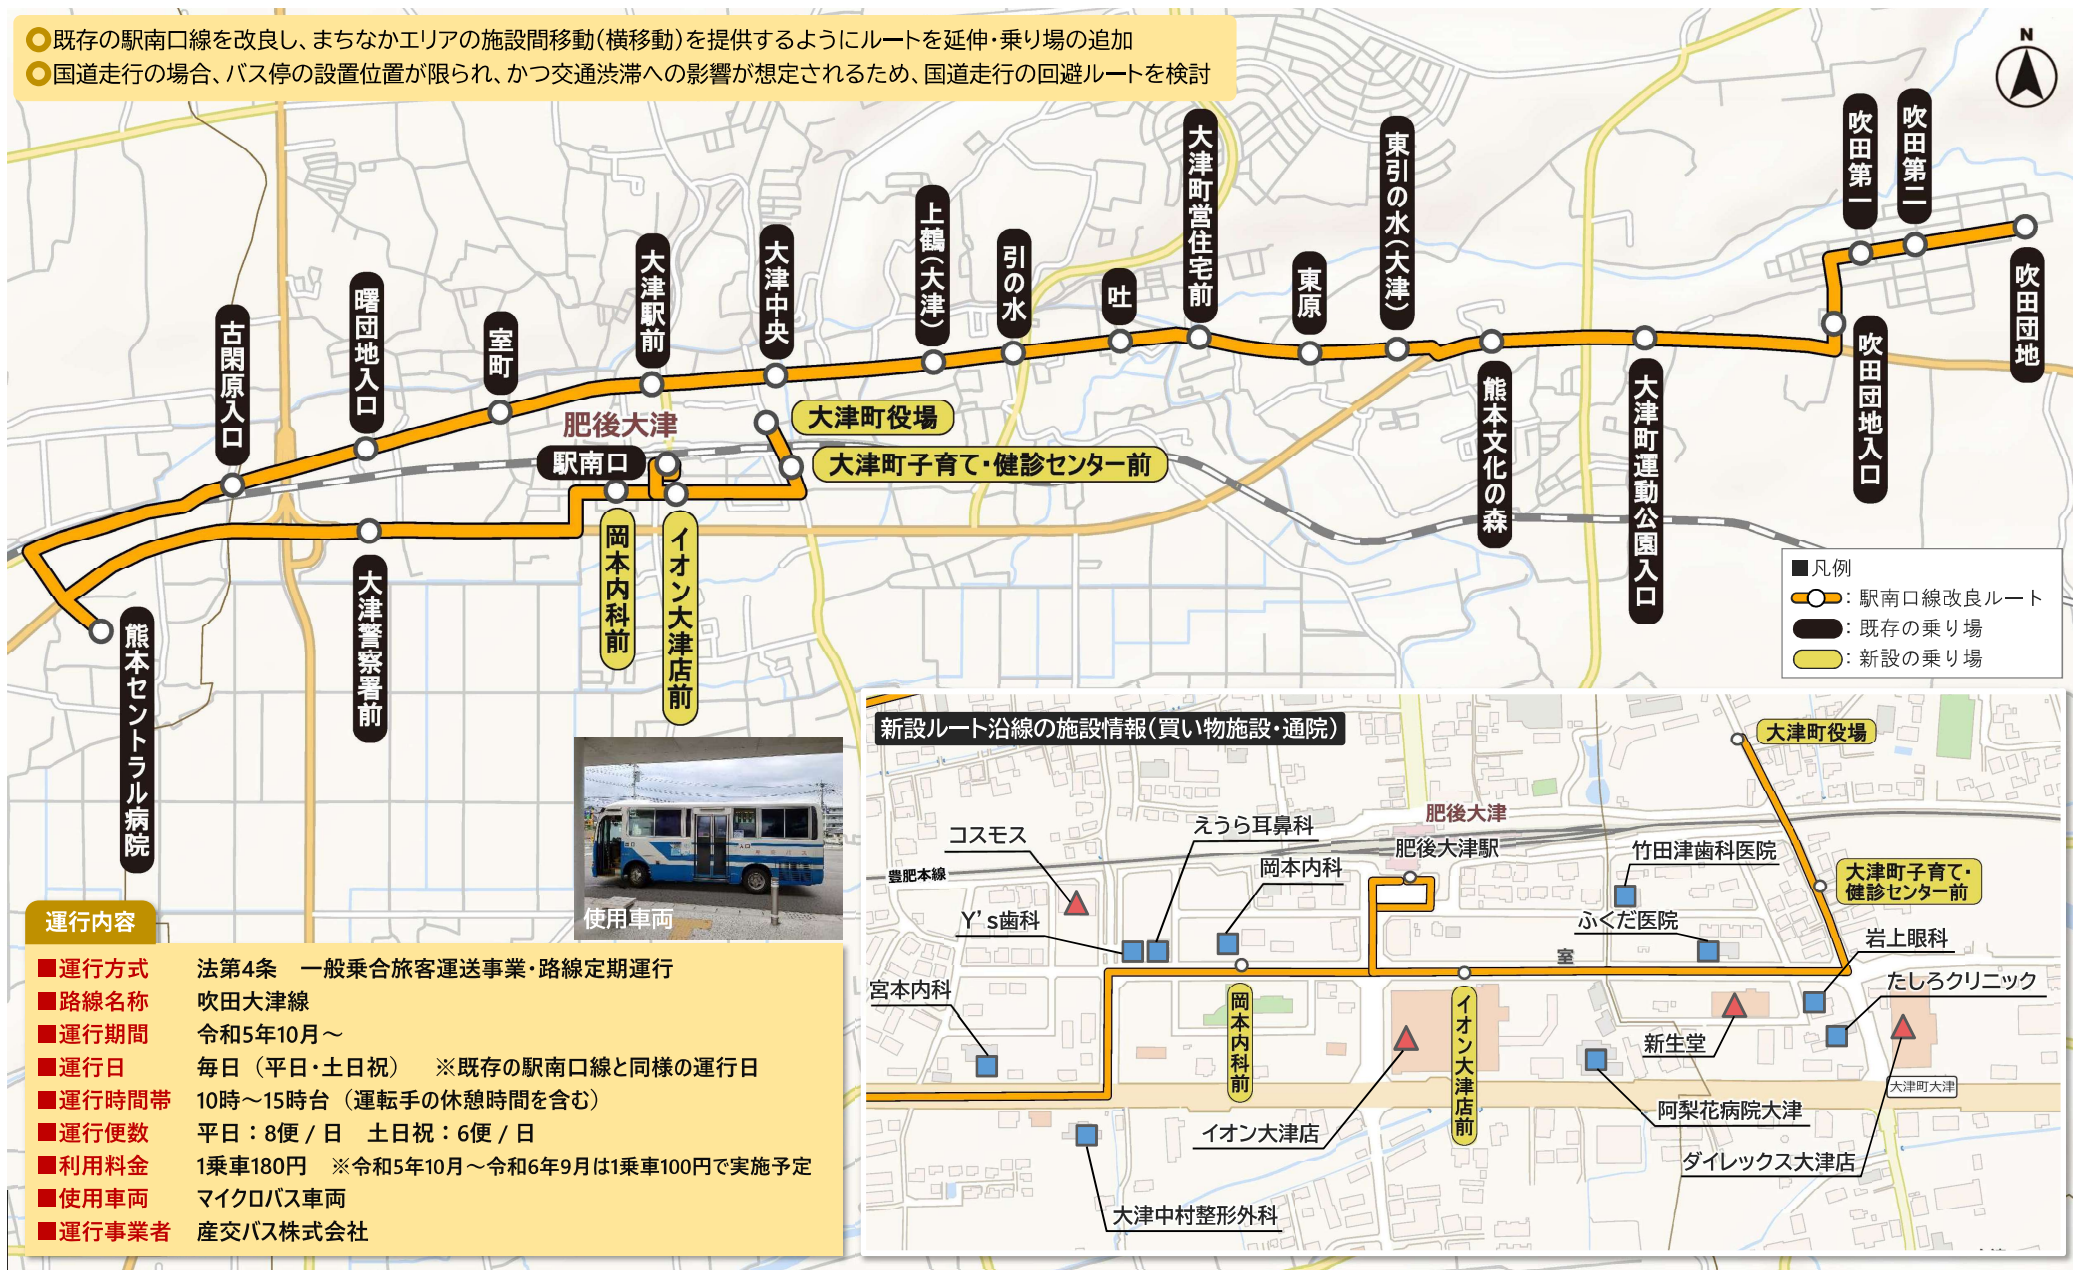 既存の駅南口線を改良し、まちなかエリアの施設間移動(横移動)を提供するようにルートを延伸・乗り場の追加
国道走行の場合、バス停の設置位置が限られ、かつ交通渋滞への影響が想定されるため、国道走行の回避ルートを検討
N
古閑原入口
曙団地入口
室町
大津駅前
大津中央
上鶴(大津)
引の水
吐
大津町営住宅前
東原
東引の水(大津)
熊本文化の森
大津町運動公園入口
吹田団地入口
吹田第一
吹田第二
吹田団地
肥後大津
駅南口
大津町役場
大津町子育て・健診センター前
岡本内科前
イオン大津店前
大津警察署前
熊本セントラル病院
■凡例
：駅南口線改良ルート
：既存の乗り場
：新設の乗り場
使用車両
運行内容
■運行方式 法第4条 一般乗合旅客運送事業・路線定期運行
■路線名称 吹田大津線
■運行期間 令和5年10月～
■運行日 毎日（平日・土日祝） ※既存の駅南口線と同様の運行日
■運行時間帯 10時～15時台（運転手の休憩時間を含む）
■運行便数 平日：8便 / 日 土日祝：6便 / 日
■利用料金 1乗車180円 ※令和5年10月～令和6年9月は1乗車100円で実施予定
■使用車両 マイクロバス車両
■運行事業者 産交バス株式会社
新設ルート沿線の施設情報(買い物施設・通院)
大津町役場
肥後大津
肥後大津駅
コスモス
えうら耳鼻科
岡本内科
竹田津歯科医院
豊肥本線
大津町子育て・
健診センター前
Y's歯科
ふくだ医院
岩上眼科
室
たしろクリニック
宮本内科
岡本内科前
イオン大津店前
新生堂
大津町大津
阿梨花病院大津
イオン大津店
ダイレックス大津店
大津中村整形外科